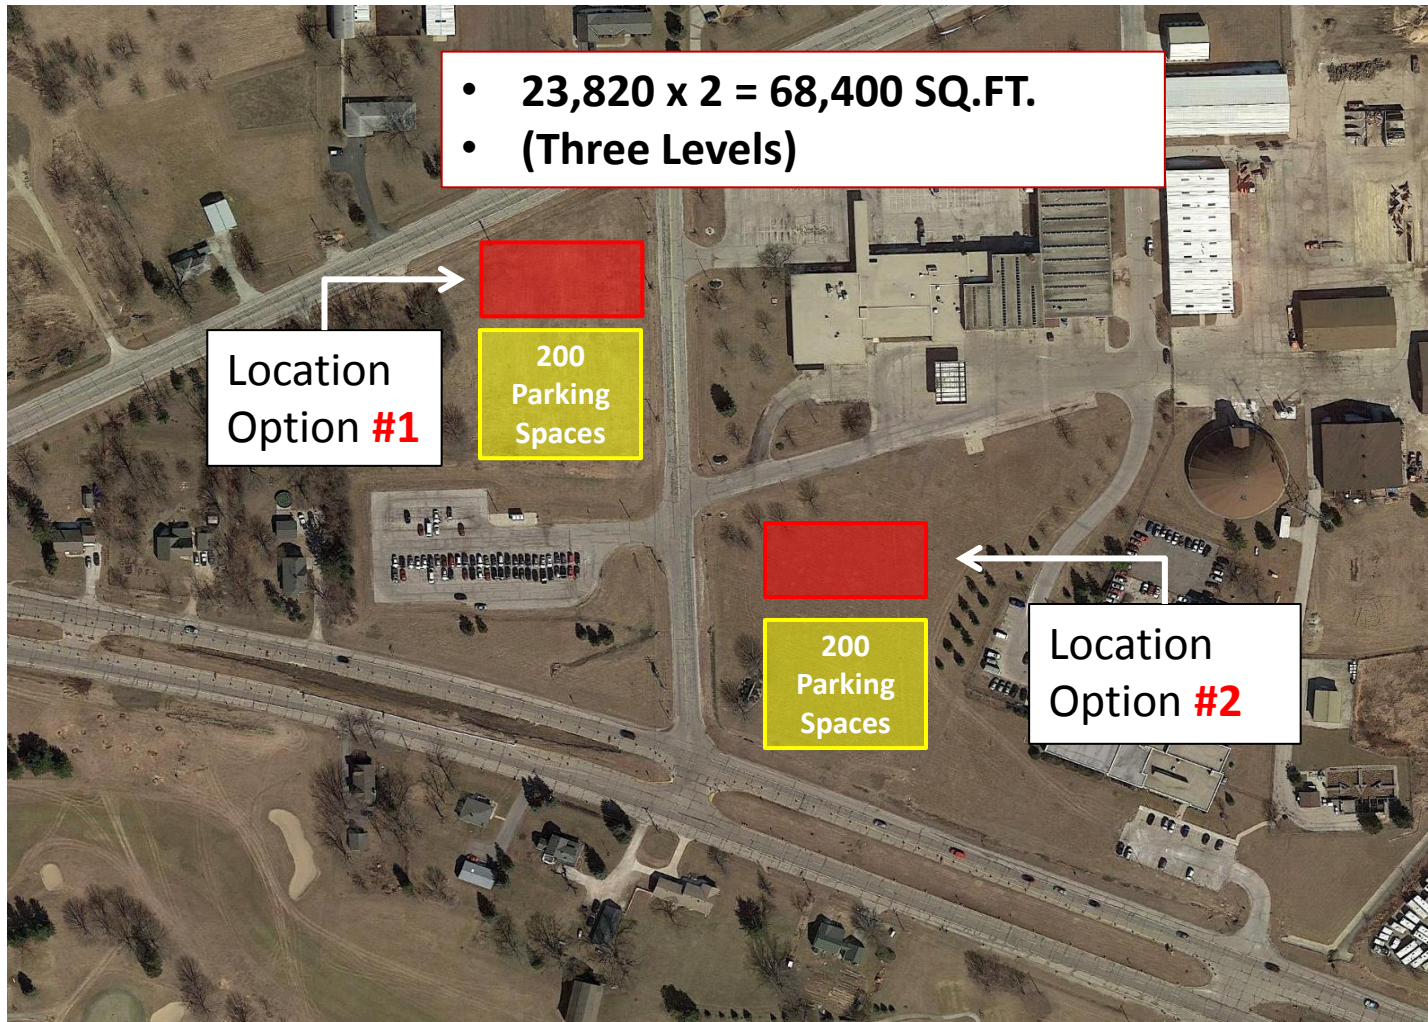 • 23,820 x 2 = 68,400 SQ.FT.
• (Three Levels)
Location
Option #1
200
Parking
Spaces
200
Parking
Spaces
Location
Option #2